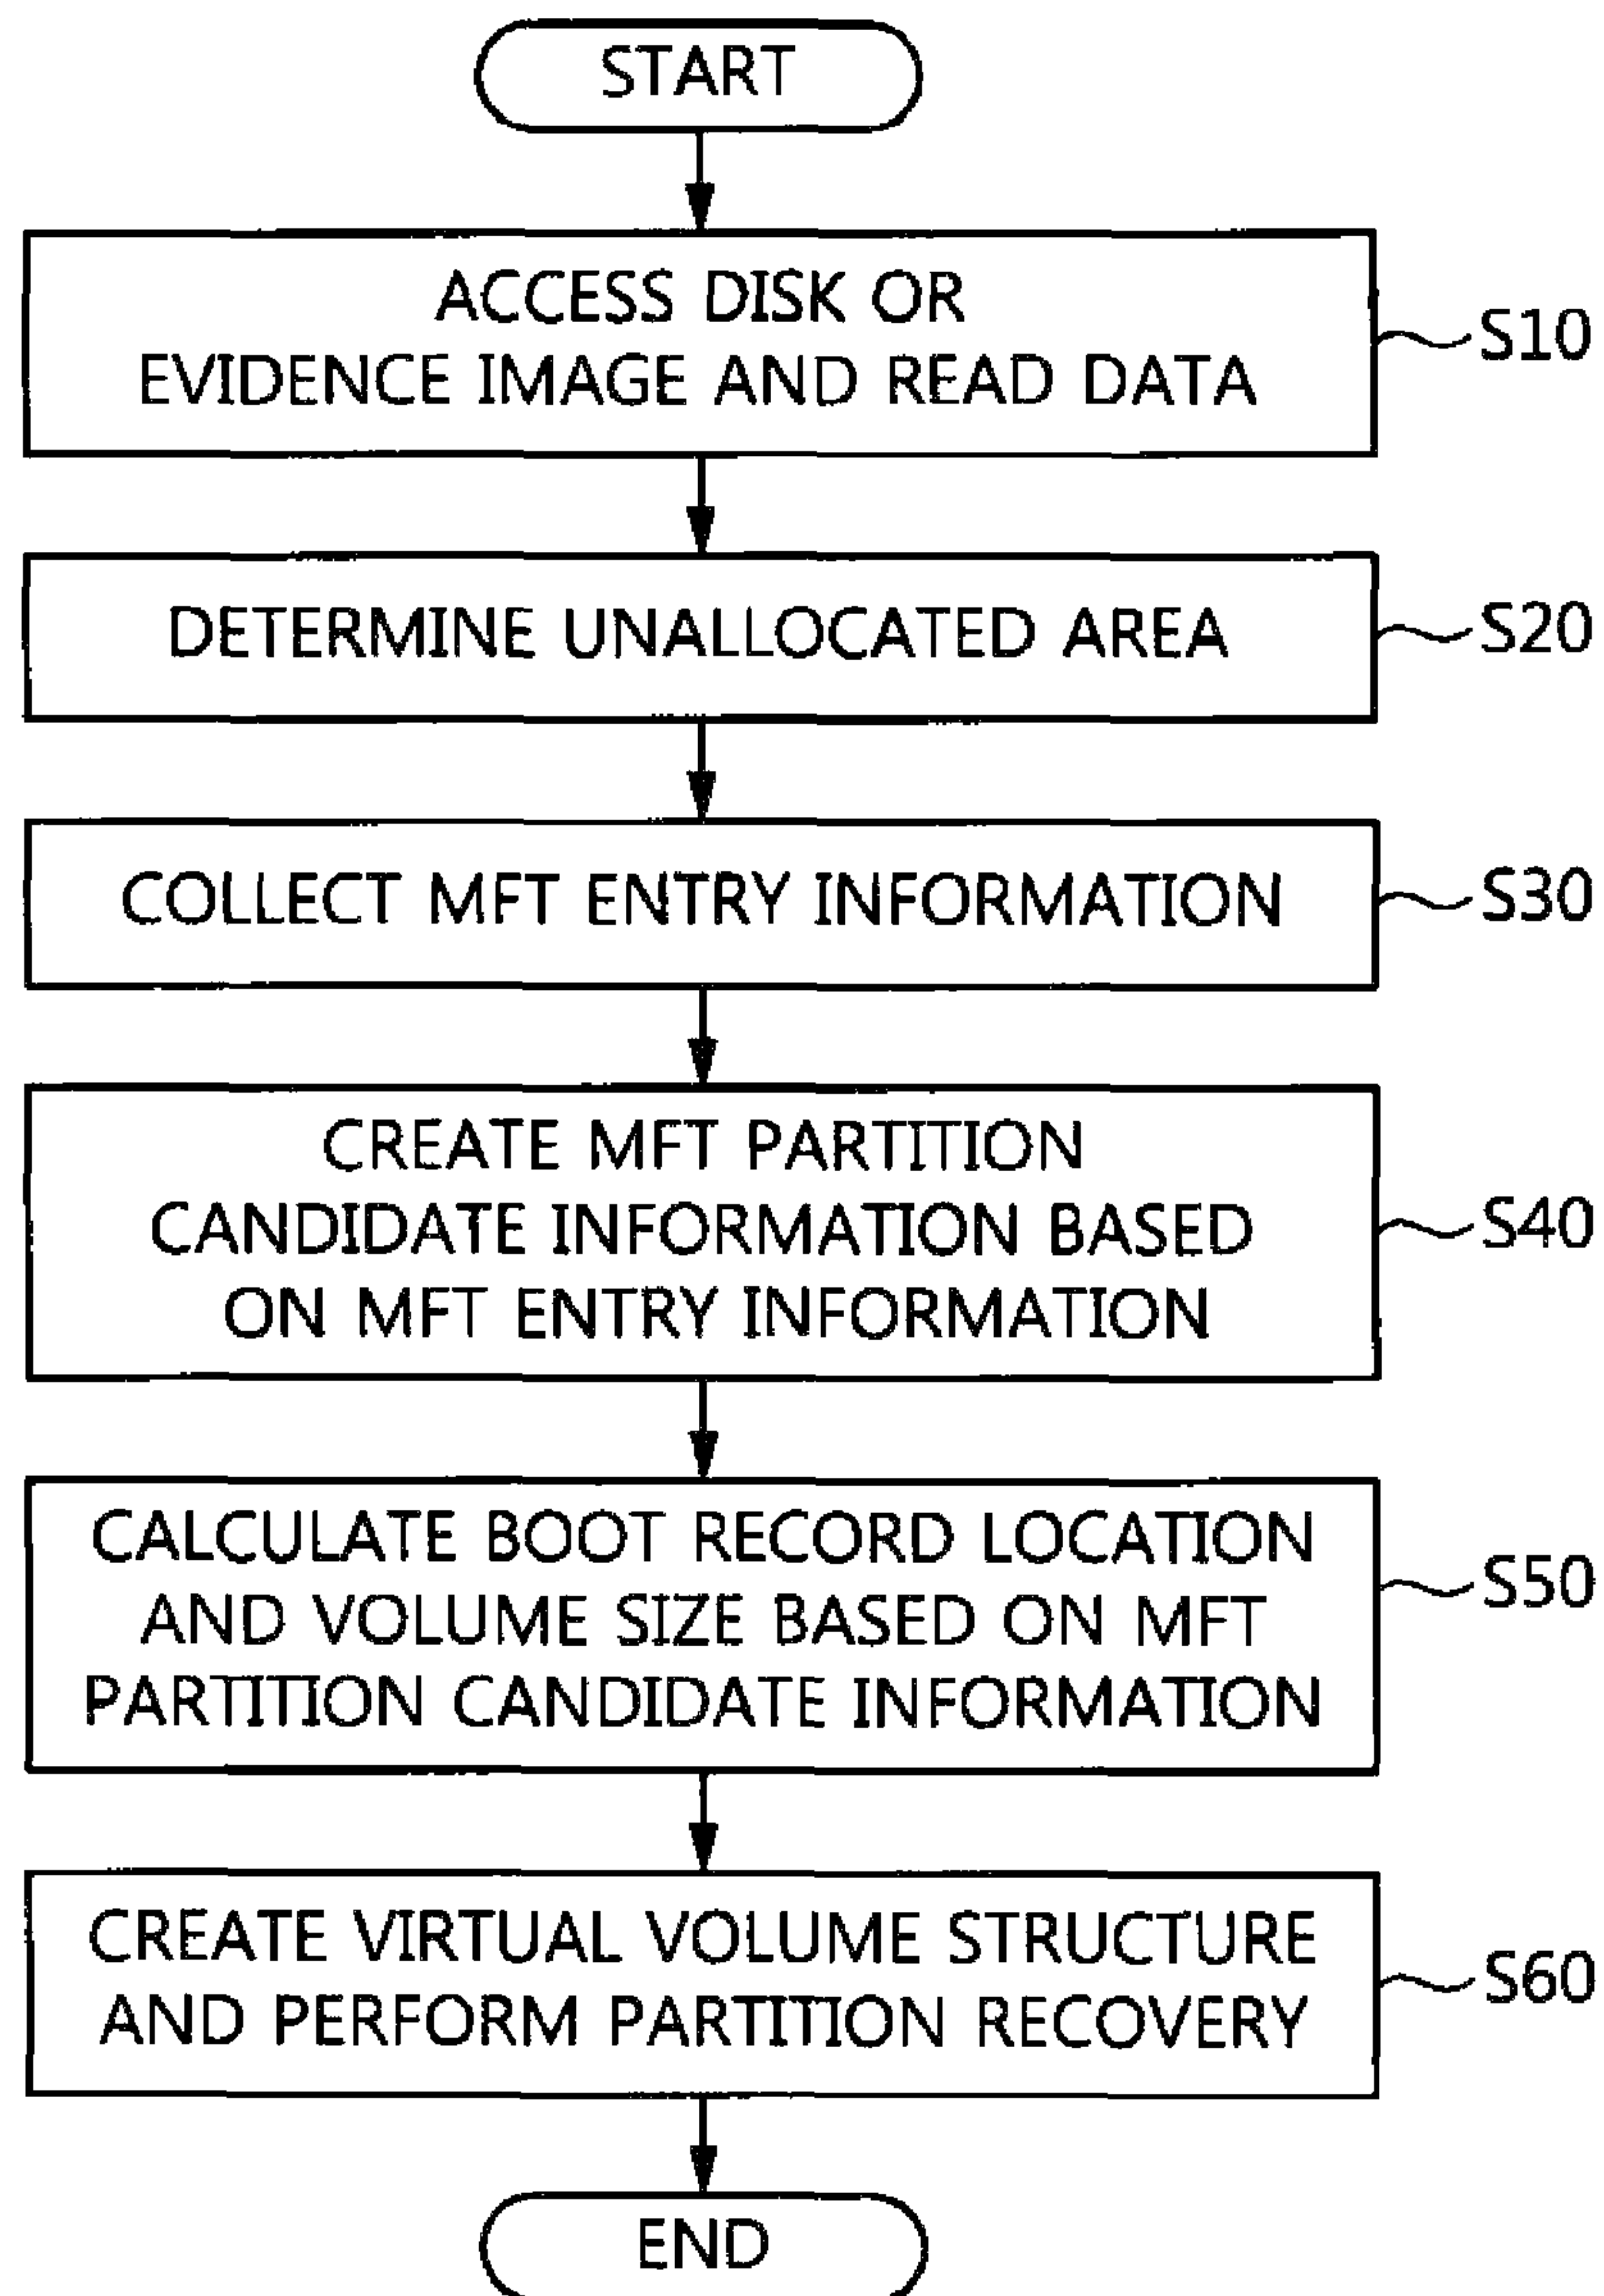 START
ACCESS DISK OR
EVIDENCE IMAGE AND READ DATA
S10
DETERMINE UNALLOCATED AREA
S20
COLLECT MFT ENTRY INFORMATION
S30
CREATE MFT PARTITION
CANDIDATE INFORMATION BASED
ON MFT ENTRY INFORMATION
S40
CALCULATE BOOT RECORD LOCATION
AND VOLUME SIZE BASED ON MFT
PARTITION CANDIDATE INFORMATION
S50
CREATE VIRTUAL VOLUME STRUCTURE
AND PERFORM PARTITION RECOVERY
S60
END